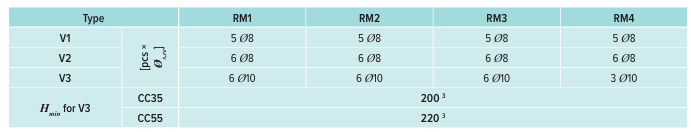 Type RM1 RM2 RM3 RM4
V1 [pcs × Ø] 5 Ø8 5 Ø8 5 Ø8 5 Ø8
V2 6 Ø8 6 Ø8 6 Ø8 6 Ø8
V3 6 Ø10 6 Ø10 6 Ø10 3 Ø10
H min for V3 CC35 200 3
CC55 220 3